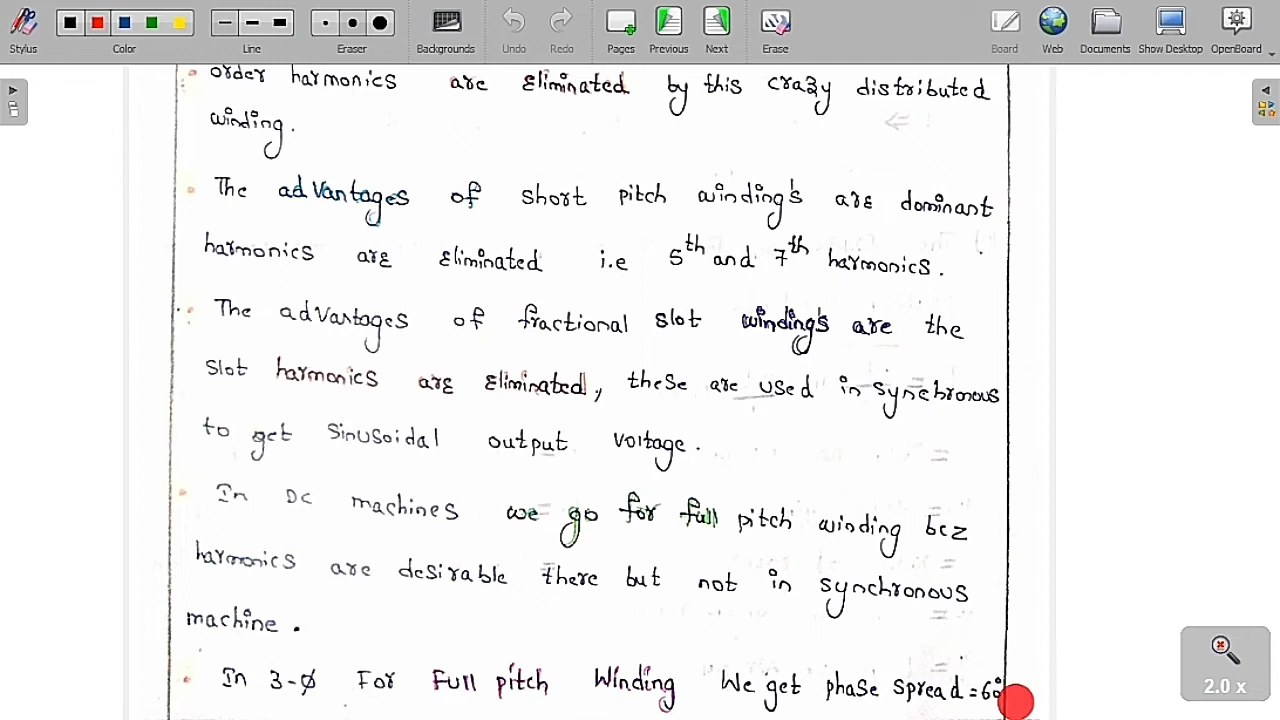 Stylus
Color
Line
Eraser
Backgrounds
Undo
Redo
Pages
Previous
Next
Erase
Board
Web
Documents
Show Desktop
OpenBoard
order harmonics are Eliminated by this crazy distributed
winding.
The advantages of short pitch winding's are dominant
harmonics are eliminated i.e 5th and 7th harmonics.
The advantages of fractional slot winding's are the
slot harmonics are Eliminated, these are used in synchronous
to get sinusoidal output voltage.
In DC machines we go for full pitch winding bcz
harmonics are desirable there but not in synchronous
machine.
In 3-Φ For Full pitch Winding We get phase spread = 60°
2.0 x